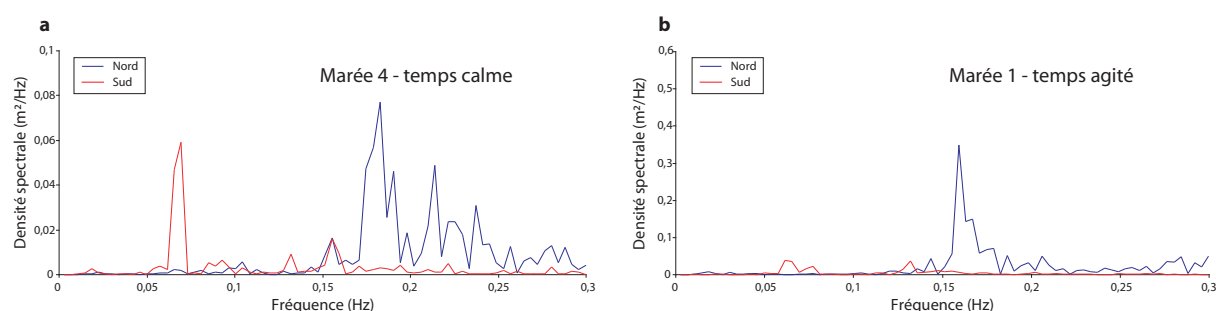 a
Densité spectrale (m²/Hz)
0,1
0,08
0,06
0,04
0,02
0
Nord
Sud
Marée 4 - temps calme
0 0,05 0,1 0,15 0,2 0,25 0,3
Fréquence (Hz)
b
Densité spectrale (m²/Hz)
0,6
0,5
0,4
0,3
0,2
0,1
0
Nord
Sud
Marée 1 - temps agité
0 0,05 0,1 0,15 0,2 0,25 0,3
Fréquence (Hz)